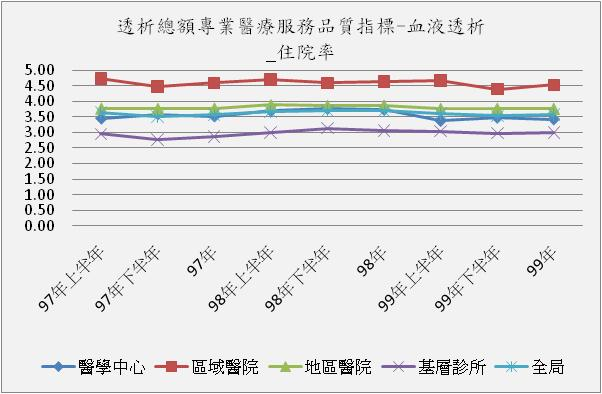 透析總額專業醫療服務品質指標-血液透析
_住院率
5.00
4.50
4.00
3.50
3.00
2.50
2.00
1.50
1.00
0.50
0.00
97年上半年
97年下半年
97年
98年上半年
98年下半年
98年
99年上半年
99年下半年
99年
醫學中心 區域醫院 地區醫院 基層診所 全局